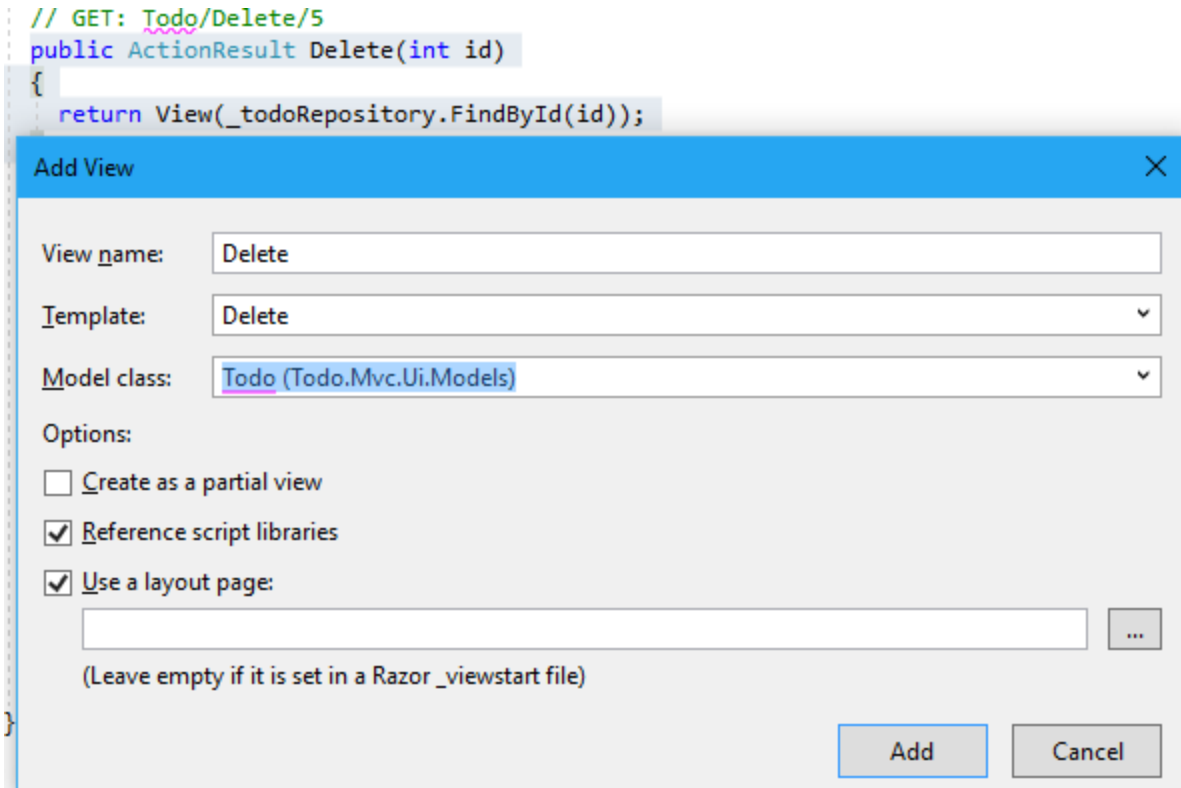 // GET: Todo/Delete/5
public ActionResult Delete(int id)
{
return View(_todoRepository.FindById(id));
Add View
View name: Delete
Template: Delete
Model class: Todo (Todo.Mvc.Ui.Models)
Options:
Create as a partial view
Reference script libraries
Use a layout page:
...
(Leave empty if it is set in a Razor _viewstart file)
}
Add Cancel